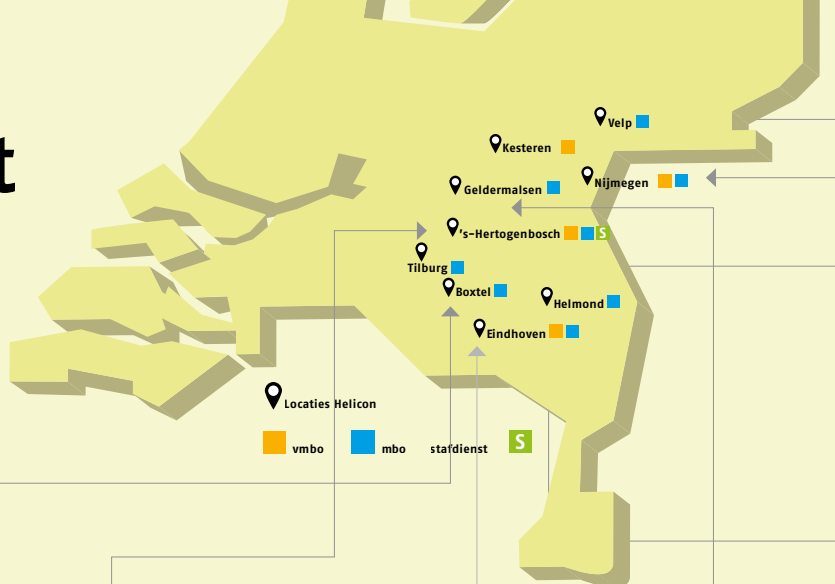 t
Velp
Kesteren
Nijmegen
Geldermalsen
's-Hertogenbosch S
Tilburg
Boxtel
Helmond
Eindhoven
Locaties Helicon
vmbo mbo stafdienst S